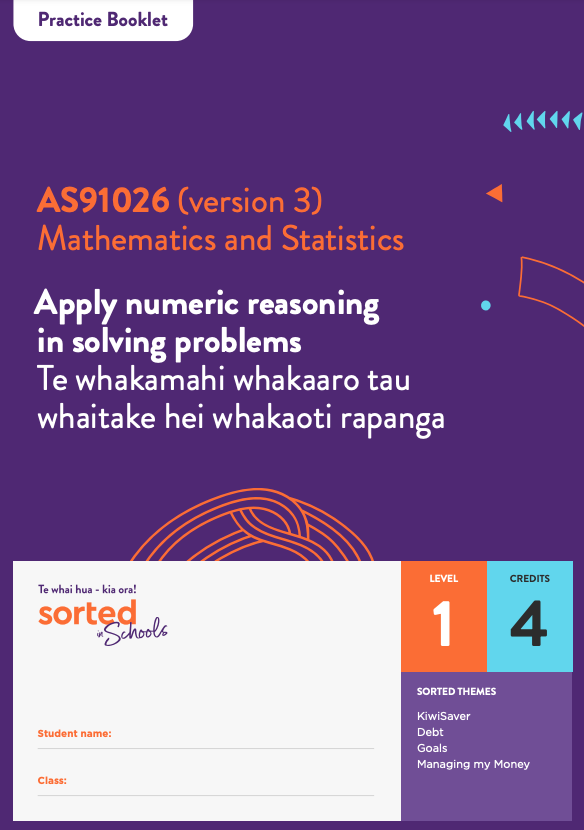 Practice Booklet
AS91026 (version 3)
Mathematics and Statistics
Apply numeric reasoning
in solving problems
Te whakamahi whakaaro tau
whaitake hei whakaoti rapanga
Te whai hua - kia ora!
sorted
in Schools
LEVEL
1
CREDITS
4
SORTED THEMES
KiwiSaver
Debt
Goals
Managing my Money
Student name:
Class: